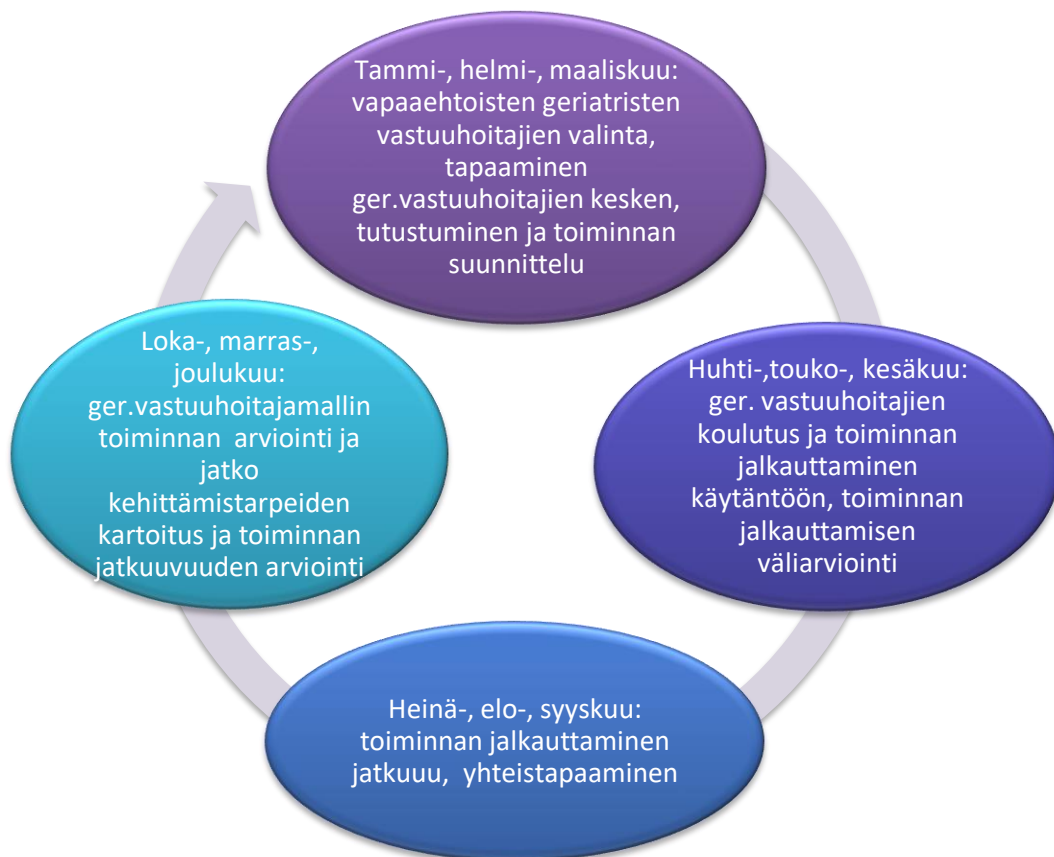 Tammi-, helmi-, maaliskuu:
vapaaehtoisten geriatristen
vastuuhoitajien valinta,
tapaaminen
ger.vastuuhoitajien kesken,
tutustuminen ja toiminnan
suunnittelu
Huhti-,touko-, kesäkuu:
ger. vastuuhoitajien
koulutus ja toiminnan
jalkauttaminen
käytäntöön, toiminnan
jalkauttamisen
väliarviointi
Heinä-, elo-, syyskuu:
toiminnan jalkauttaminen
jatkuuu, yhteistapaaminen
Loka-, marras-,
joulukuu:
ger.vastuuhoitajamallin
toiminnan arviointi ja
jatko
kehittämistarpeiden
kartoitus ja toiminnan
jatkuuvuuden arviointi